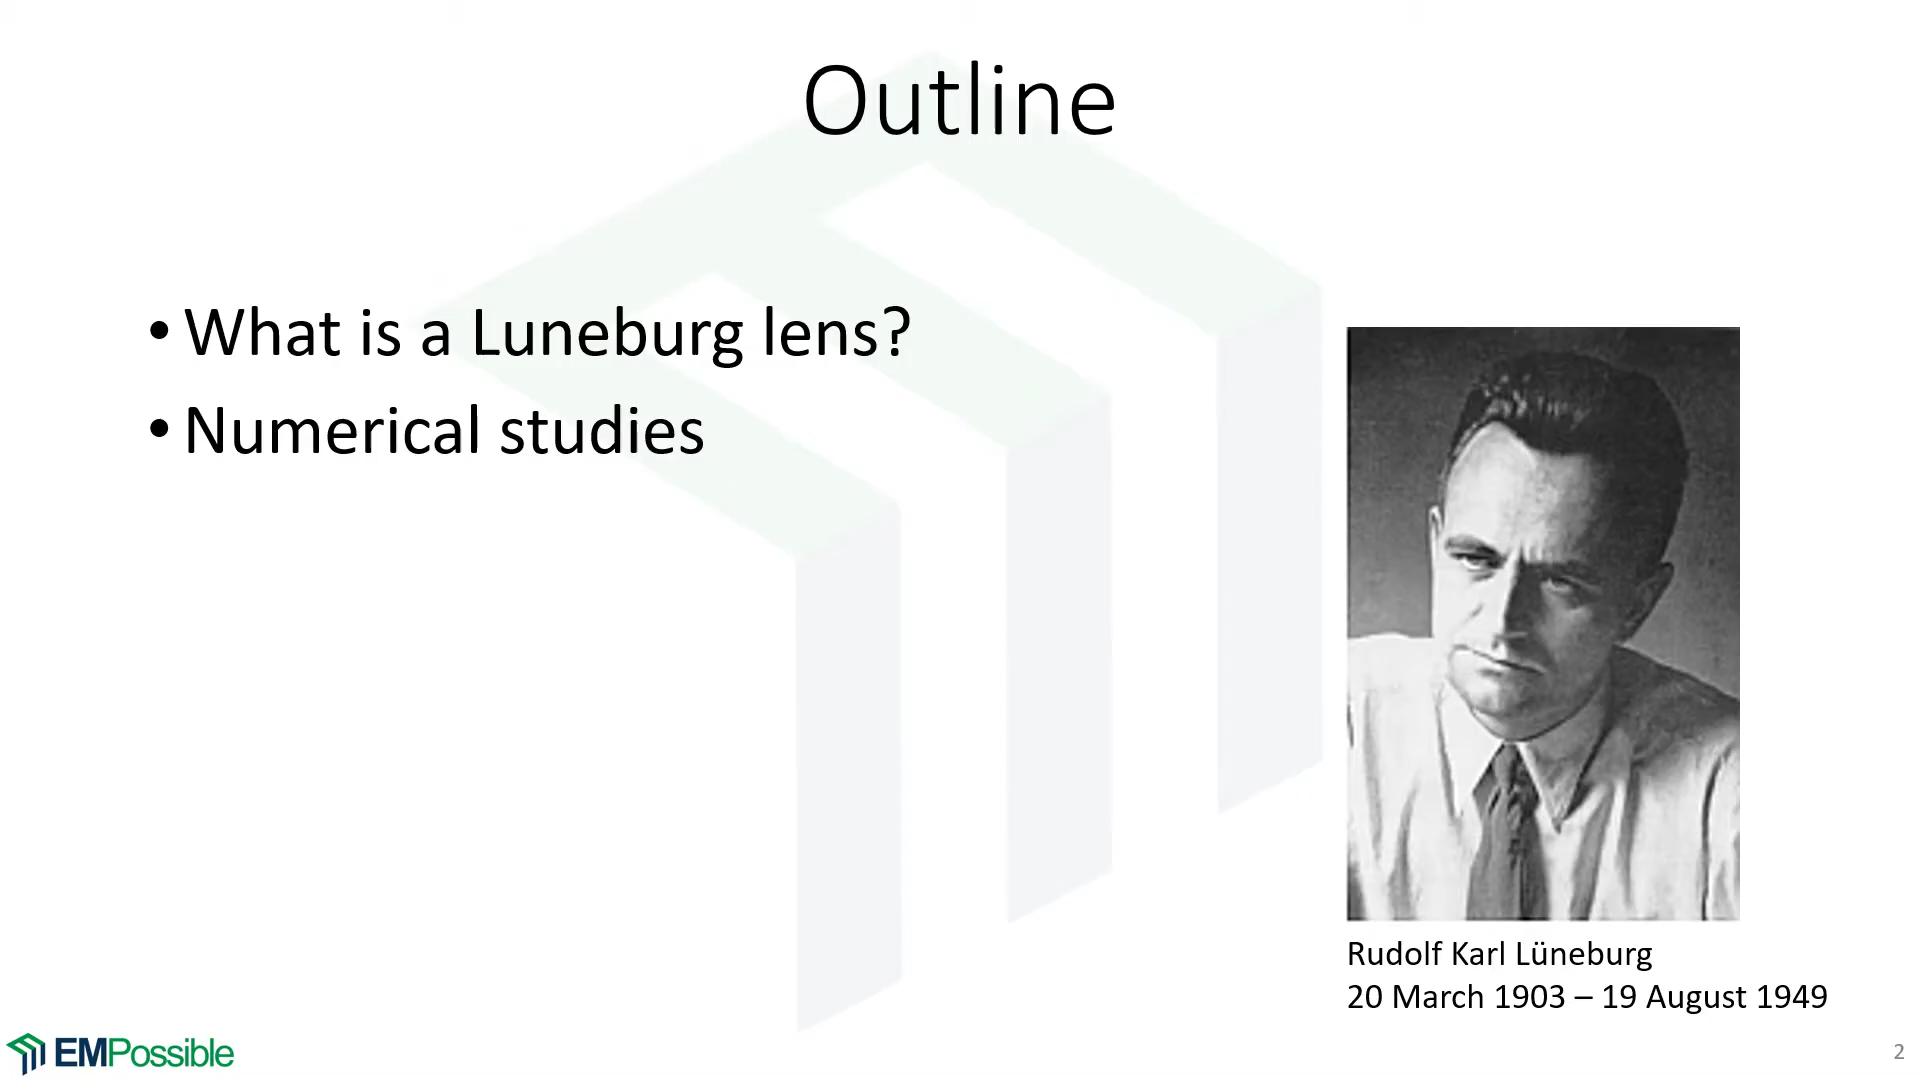 Outline
• What is a Luneburg lens?
• Numerical studies
Rudolf Karl Lüneburg
20 March 1903 – 19 August 1949
EMPossible
2